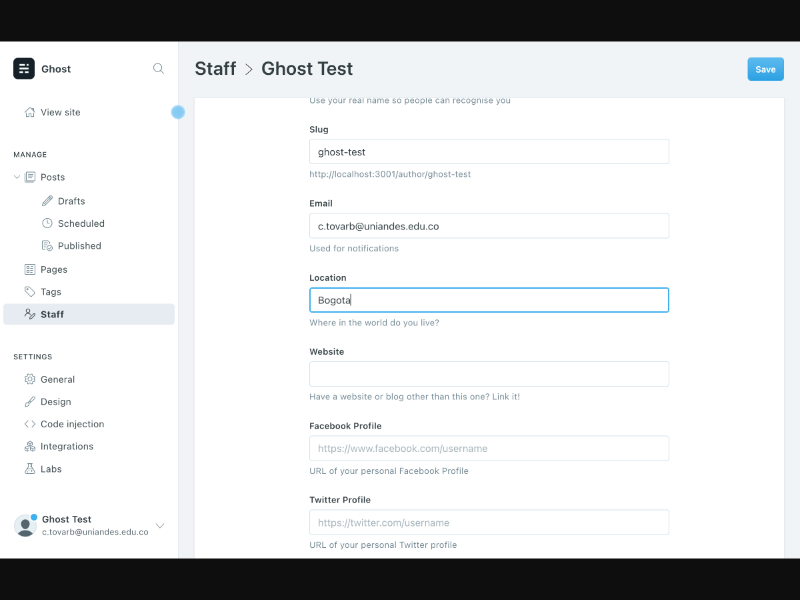 Ghost
View site
MANAGE
Posts
Drafts
Scheduled
Published
Pages
Tags
Staff
SETTINGS
General
Design
Code injection
Integrations
Labs
Ghost Test
c.tovarb@uniandes.edu.co
Staff > Ghost Test
Save
Use your real name so people can recognise you
Slug
ghost-test
http://localhost:3001/author/ghost-test
Email
c.tovarb@uniandes.edu.co
Used for notifications
Location
Bogota
Where in the world do you live?
Website
Have a website or blog other than this one? Link it!
Facebook Profile
https://www.facebook.com/username
URL of your personal Facebook Profile
Twitter Profile
https://twitter.com/username
URL of your personal Twitter profile